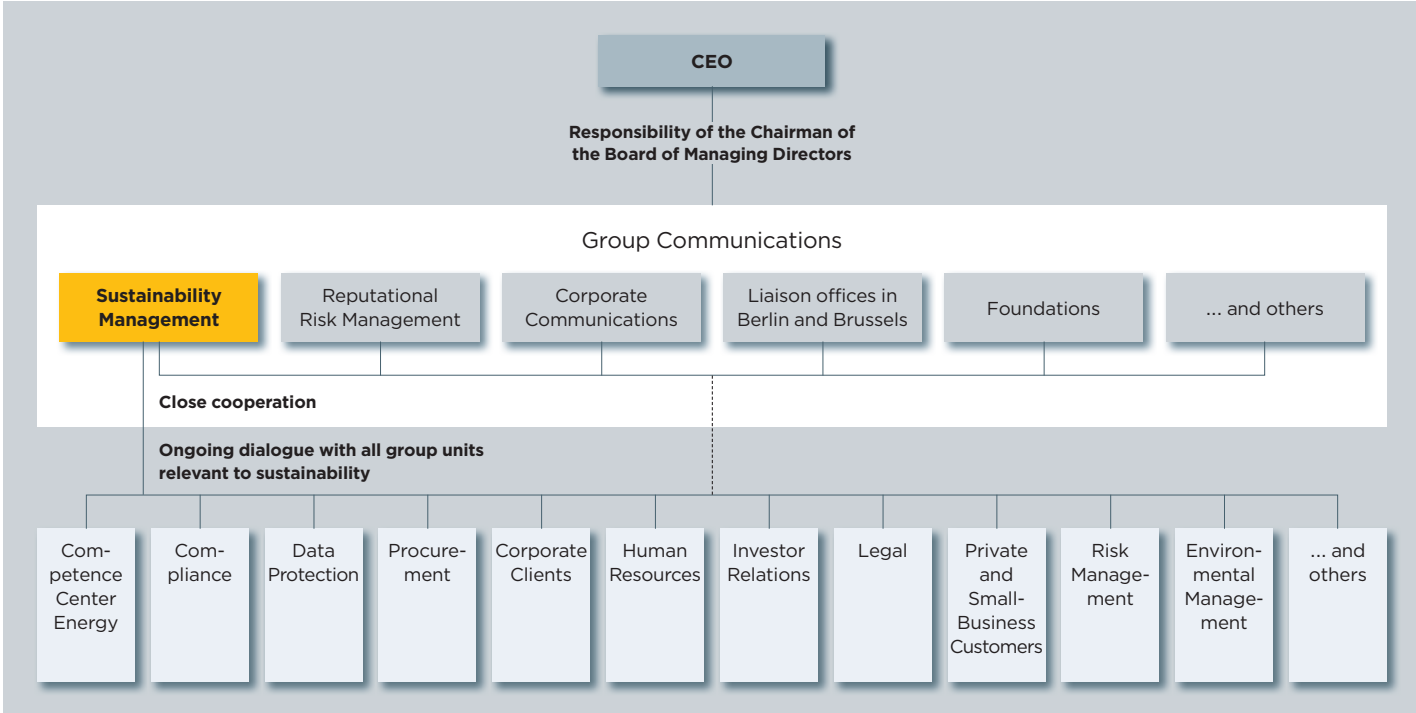 CEO
Responsibility of the Chairman of
the Board of Managing Directors
Group Communications
Sustainability
Management
Reputational
Risk Management
Corporate
Communications
Liaison offices in
Berlin and Brussels
Foundations
... and others
Close cooperation
Ongoing dialogue with all group units
relevant to sustainability
Com-
petence
Center
Energy
Com-
pliance
Data
Protection
Procure-
ment
Corporate
Clients
Human
Resources
Investor
Relations
Legal
Private
and
Small-
Business
Customers
Risk
Manage-
ment
Environ-
mental
Manage-
ment
... and
others